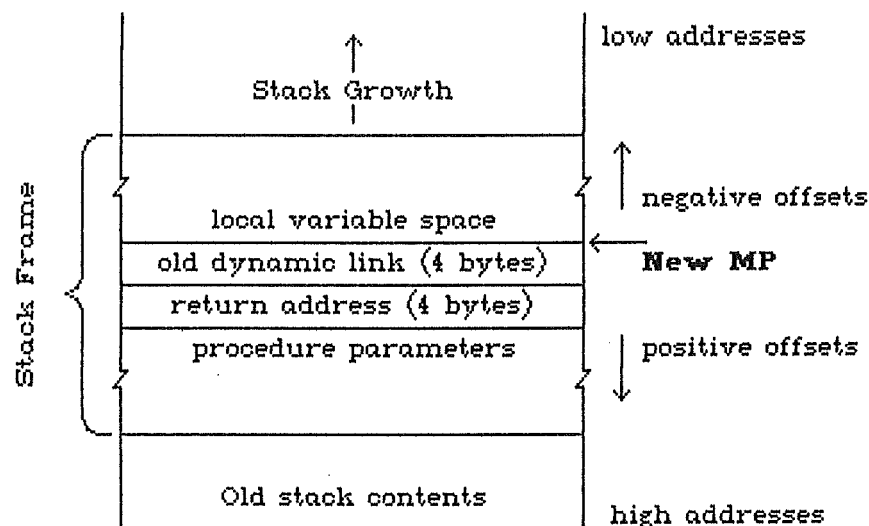 low addresses
Stack Growth
Stack Frame
negative offsets
local variable space
old dynamic link (4 bytes)
New MP
return address (4 bytes)
procedure parameters
positive offsets
Old stack contents
high addresses